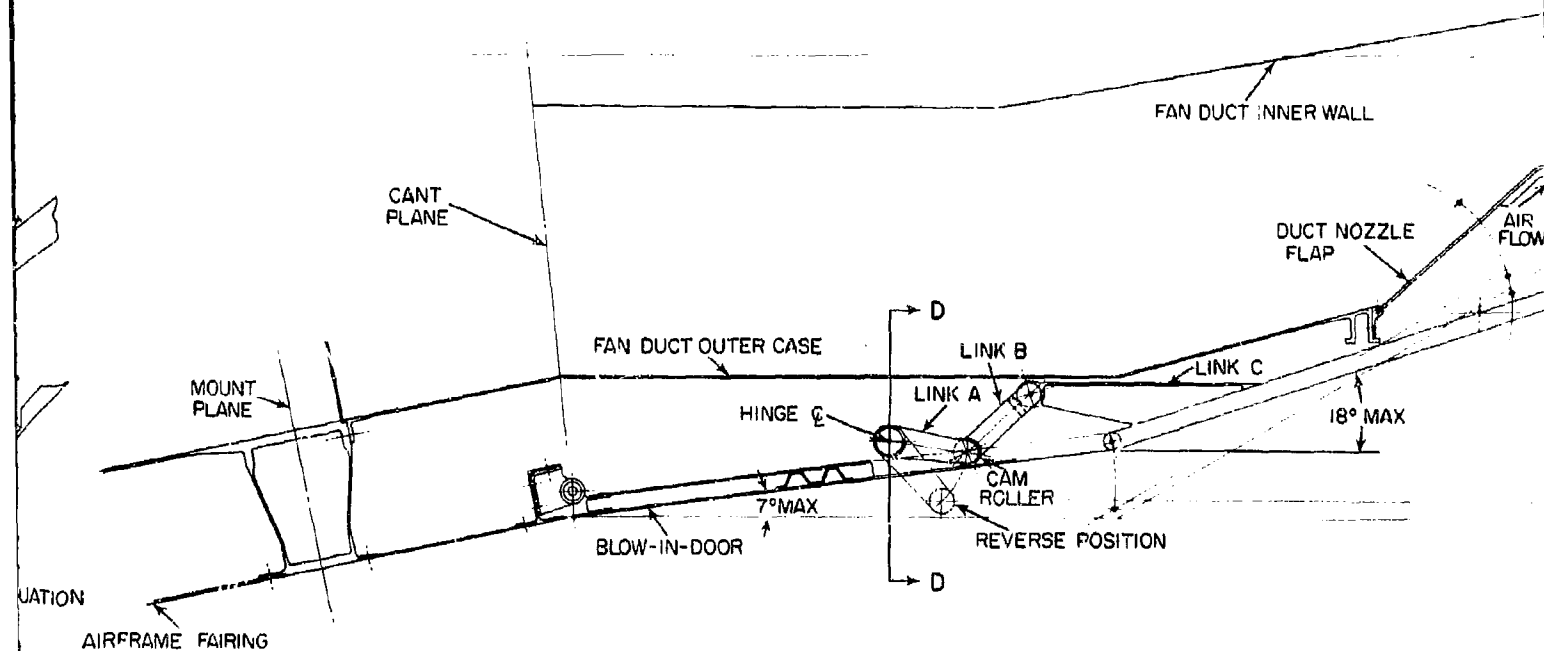 FAN DUCT INNER WALL
CANT
PLANE
DUCT NOZZLE
FLAP
AIR
FLOW
D
FAN DUCT OUTER CASE
LINK B
LINK C
MOUNT
PLANE
LINK A
HINGE ℄
18° MAX
CAM
ROLLER
7° MAX
REVERSE POSITION
BLOW-IN-DOOR
D
UATION
AIRFRAME FAIRING